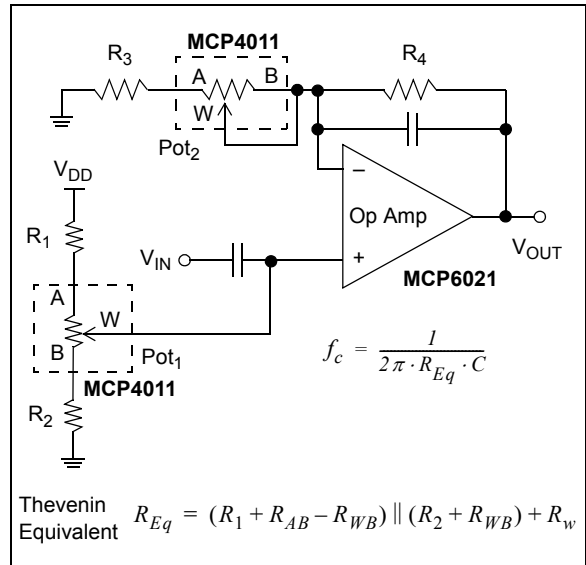 MCP4011
R3
A
B
R4
W
Pot2
VDD
Op Amp
−
+
R1
VIN
VOUT
MCP6021
A
W
B
Pot1
MCP4011
fc = 1 / (2π · REq · C)
R2
Thevenin Equivalent REq = (R1 + RAB – RWB) || (R2 + RWB) + Rw